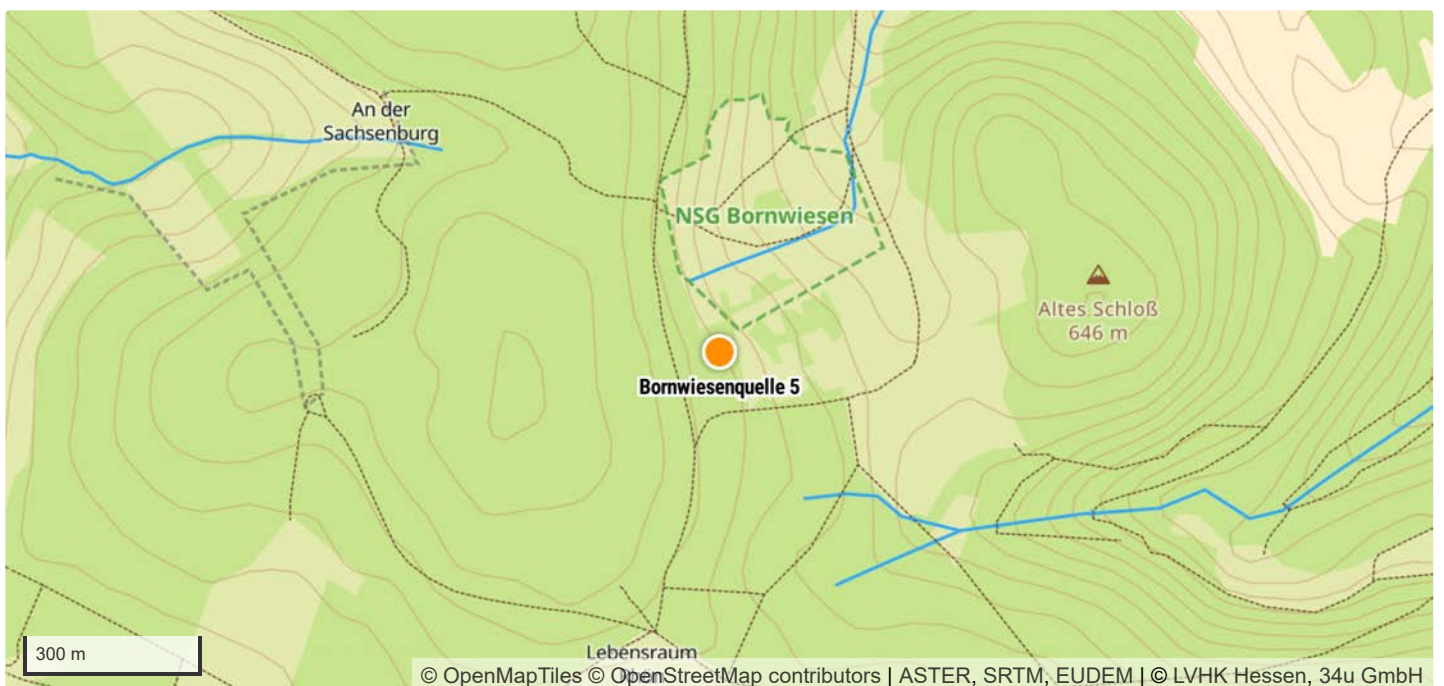 An der
Sachsenburg
NSG Bornwiesen
Altes Schloß
646 m
Bornwiesenquelle 5
Lebensraum
300 m
© OpenMapTiles © OpenStreetMap contributors | ASTER, SRTM, EUDEM | © LVHK Hessen, 34u GmbH